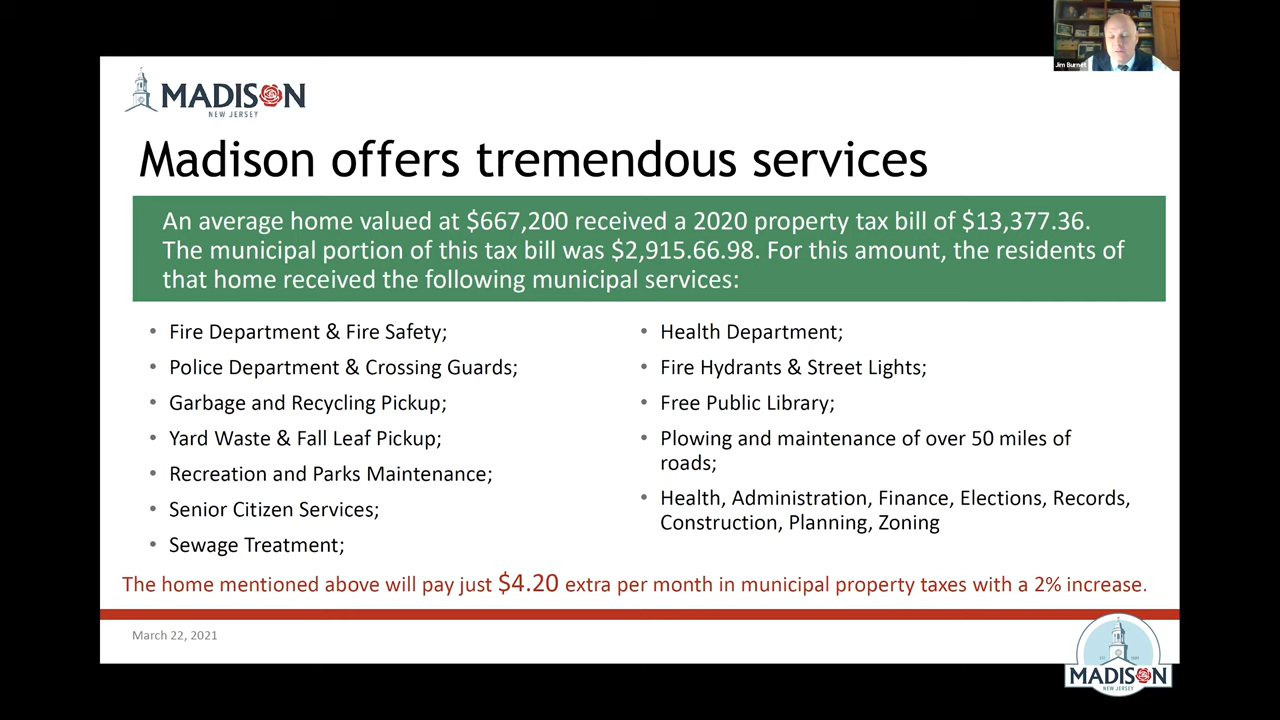 Jim Burnet
MADISON
NEW JERSEY
Madison offers tremendous services
An average home valued at $667,200 received a 2020 property tax bill of $13,377.36.
The municipal portion of this tax bill was $2,915.66.98. For this amount, the residents of
that home received the following municipal services:
• Fire Department & Fire Safety;
• Police Department & Crossing Guards;
• Garbage and Recycling Pickup;
• Yard Waste & Fall Leaf Pickup;
• Recreation and Parks Maintenance;
• Senior Citizen Services;
• Sewage Treatment;
• Health Department;
• Fire Hydrants & Street Lights;
• Free Public Library;
• Plowing and maintenance of over 50 miles of
roads;
• Health, Administration, Finance, Elections, Records,
Construction, Planning, Zoning
The home mentioned above will pay just $4.20 extra per month in municipal property taxes with a 2% increase.
March 22, 2021
MADISON
NEW JERSEY